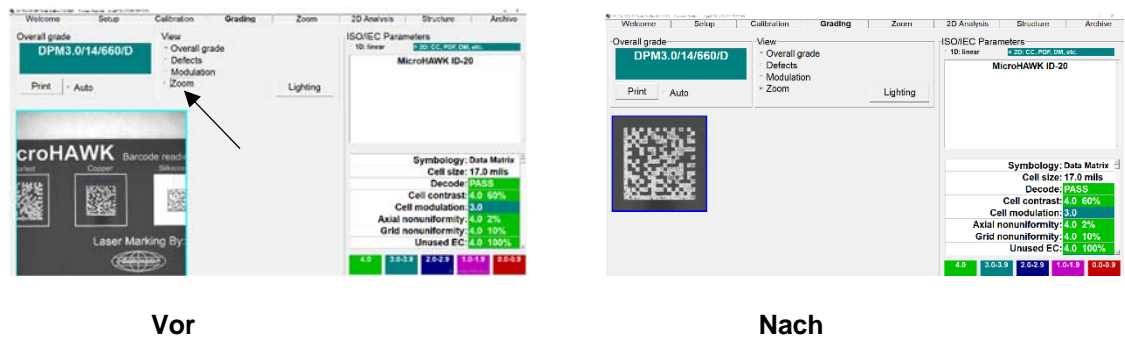 Welcome Setup Calibration Grading Zoom 2D Analysis Structure Archive
Overall grade
DPM3.0/14/660/D
Print
Auto
View
Overall grade
Defects
Modulation
Zoom
Lighting
ISO/IEC Parameters
1D: linear
2D: CC, PDF, DM, etc.
MicroHAWK ID-20
croHAWK Barcode read
Copper
Laser Marking By:
Symbology: Data Matrix
Cell size: 17.0 mils
Decode: PASS
Cell contrast: 4.0 60%
Cell modulation: 3.0
Axial nonuniformity: 4.0 2%
Grid nonuniformity: 4.0 10%
Unused EC: 4.0 100%
4.0 3.0-3.9 2.0-2.9 1.0-1.9 0.0-0.9
Vor
Welcome Setup Calibration Grading Zoom 2D Analysis Structure Archive
Overall grade
DPM3.0/14/660/D
Print
Auto
View
Overall grade
Defects
Modulation
Zoom
Lighting
ISO/IEC Parameters
1D: linear
2D: CC, PDF, DM, etc.
MicroHAWK ID-20
Symbology: Data Matrix
Cell size: 17.0 mils
Decode: PASS
Cell contrast: 4.0 60%
Cell modulation: 3.0
Axial nonuniformity: 4.0 2%
Grid nonuniformity: 4.0 10%
Unused EC: 4.0 100%
4.0 3.0-3.9 2.0-2.9 1.0-1.9 0.0-0.9
Nach